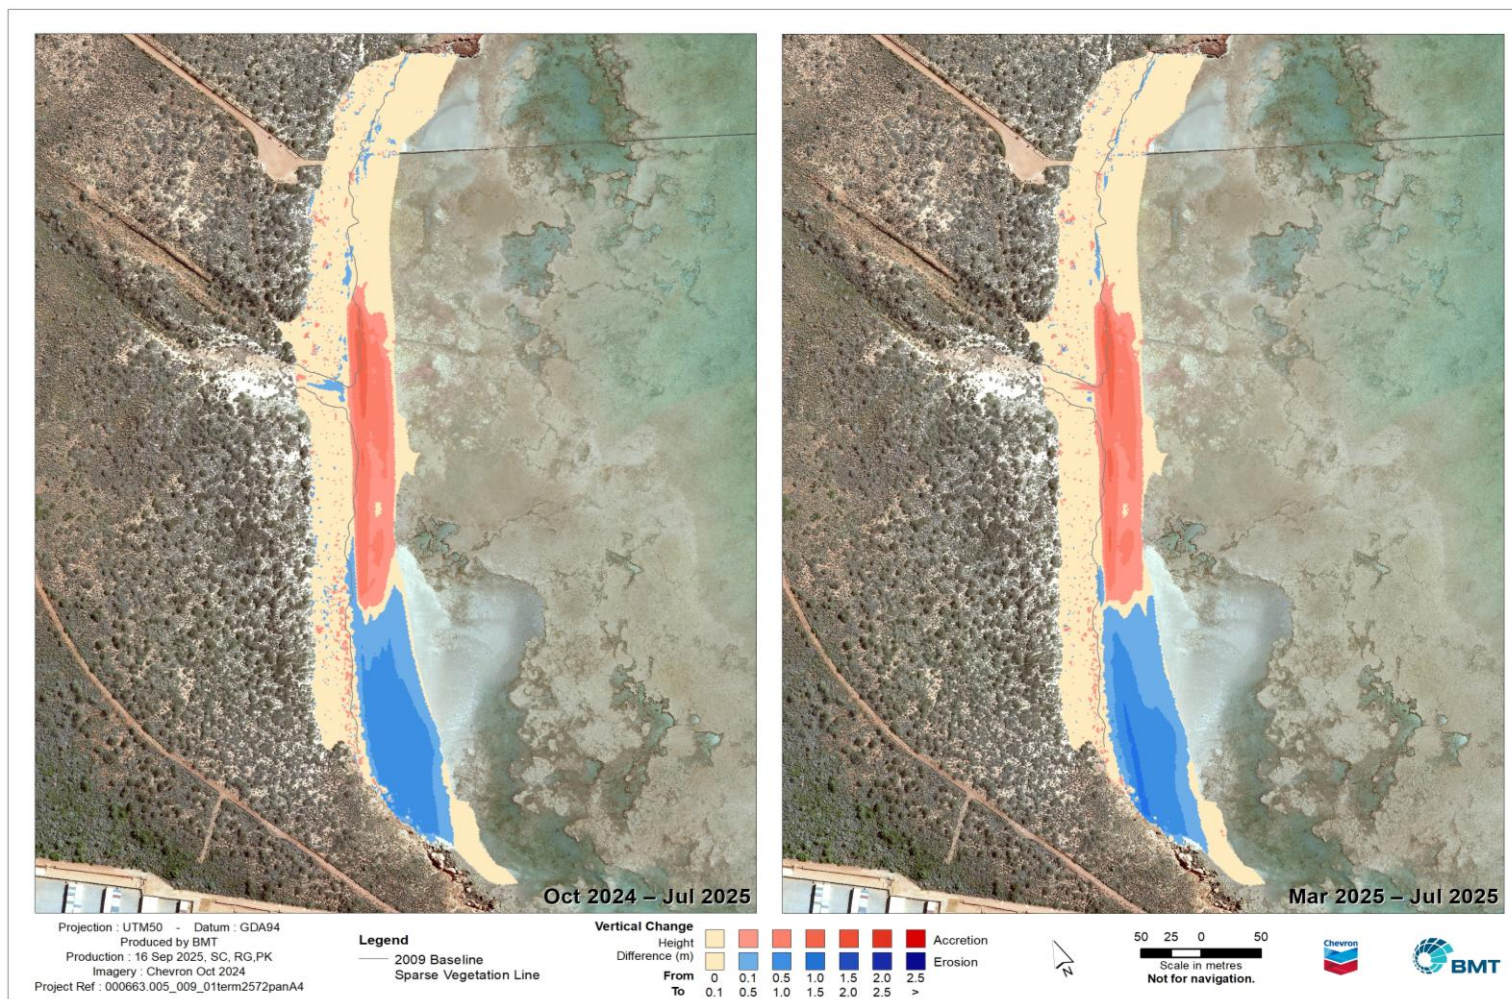 Oct 2024 – Jul 2025
Mar 2025 – Jul 2025
Projection : UTM50 - Datum : GDA94
Produced by BMT
Production : 16 Sep 2025, SC, RG,PK
Imagery : Chevron Oct 2024
Project Ref : 000663.005_009_01term2572panA4
Legend
2009 Baseline
Sparse Vegetation Line
Vertical Change
Height
Difference (m)
Accretion
Erosion
From 0 0.1 0.5 1.0 1.5 2.0 2.5
To 0.1 0.5 1.0 1.5 2.0 2.5 >
N
50 25 0 50
Scale in metres
Not for navigation.
Chevron
BMT